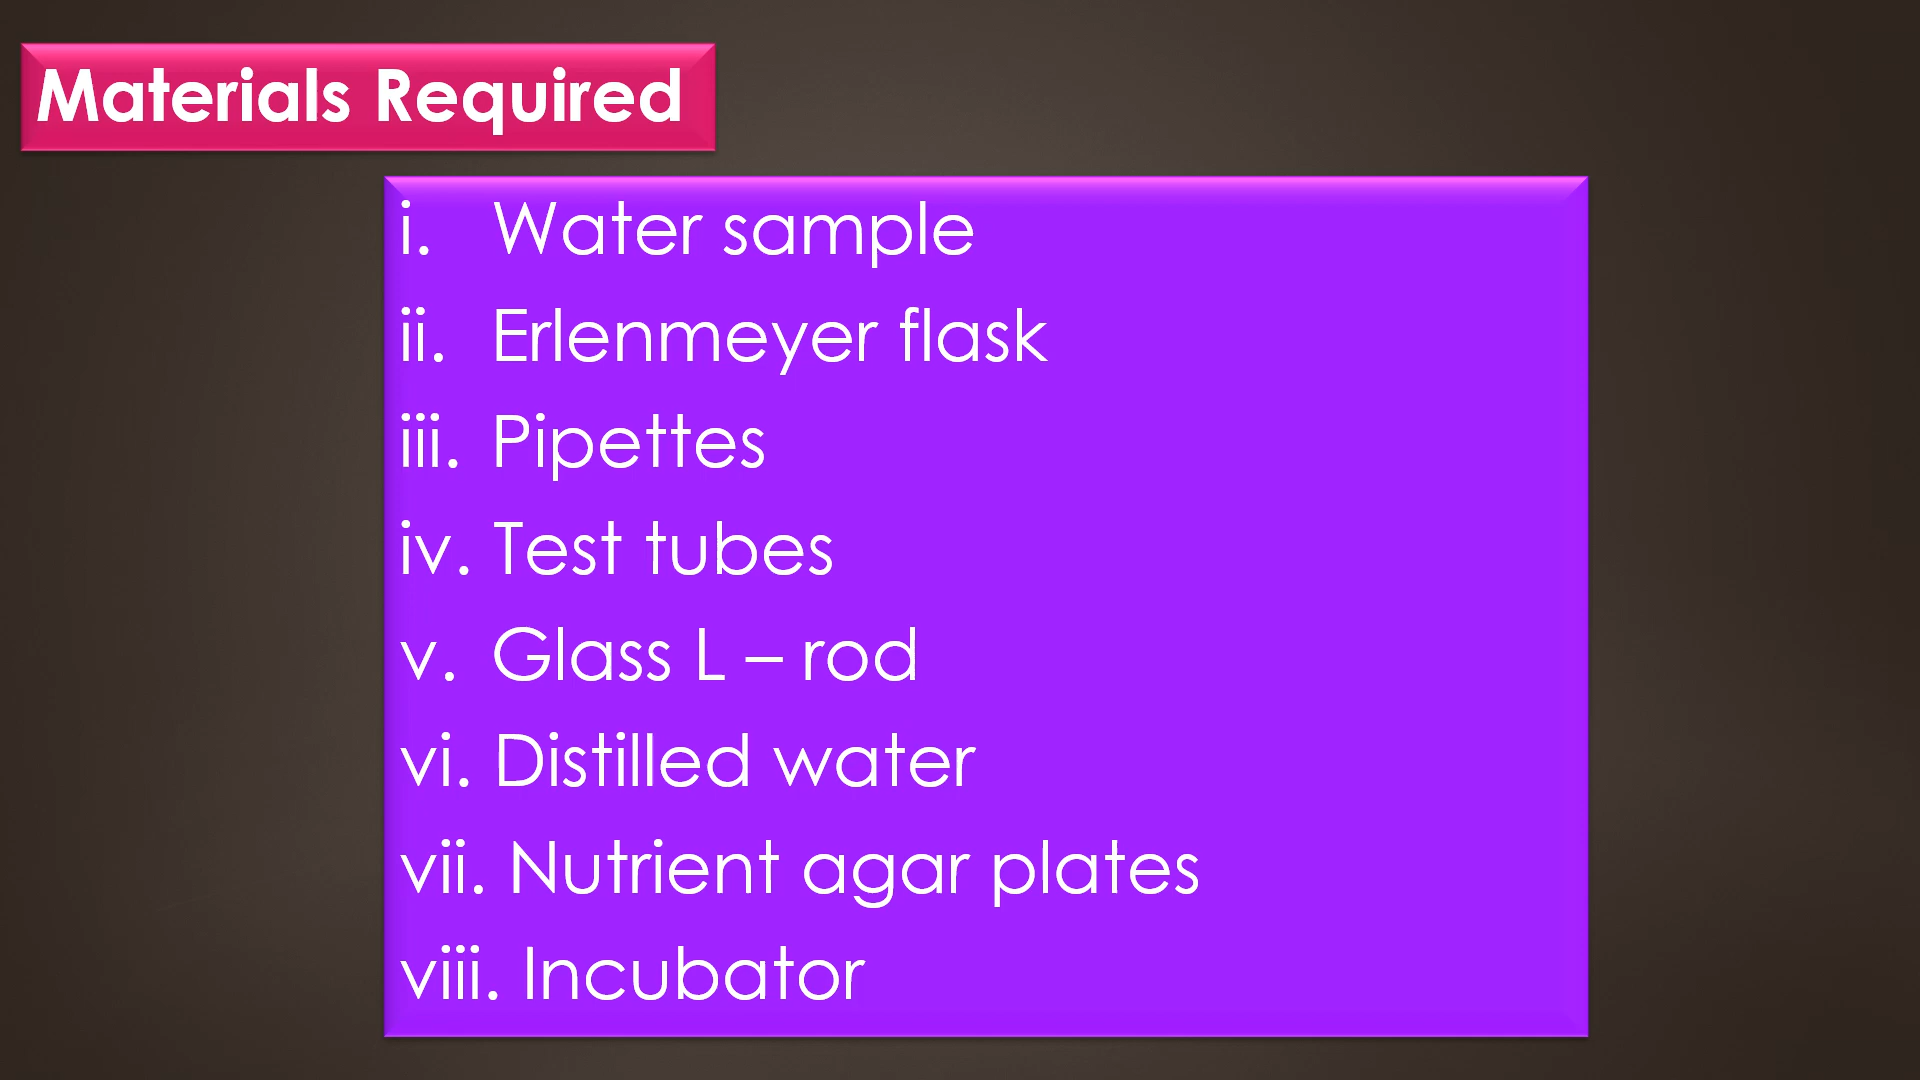 Materials Required
i. Water sample
ii. Erlenmeyer flask
iii. Pipettes
iv. Test tubes
v. Glass L – rod
vi. Distilled water
vii. Nutrient agar plates
viii. Incubator